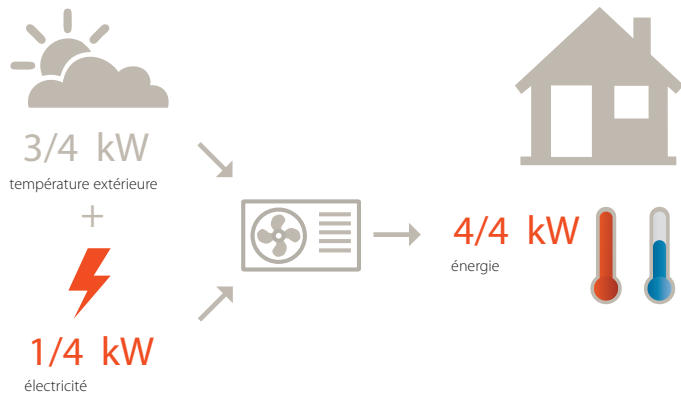 3/4 kW
température extérieure
+
1/4 kW
électricité
4/4 kW
énergie